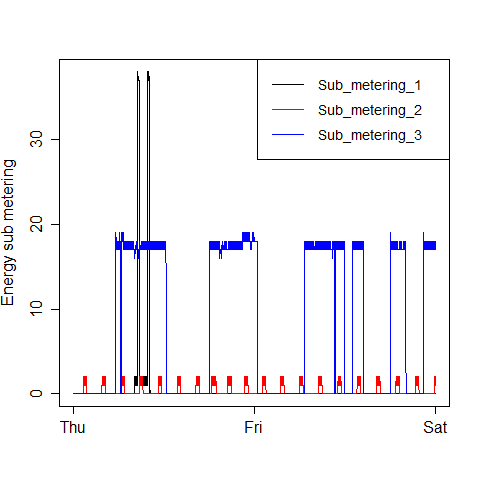 Sub_metering_1
Sub_metering_2
Sub_metering_3
Energy sub metering
30
20
10
0
Thu Fri Sat